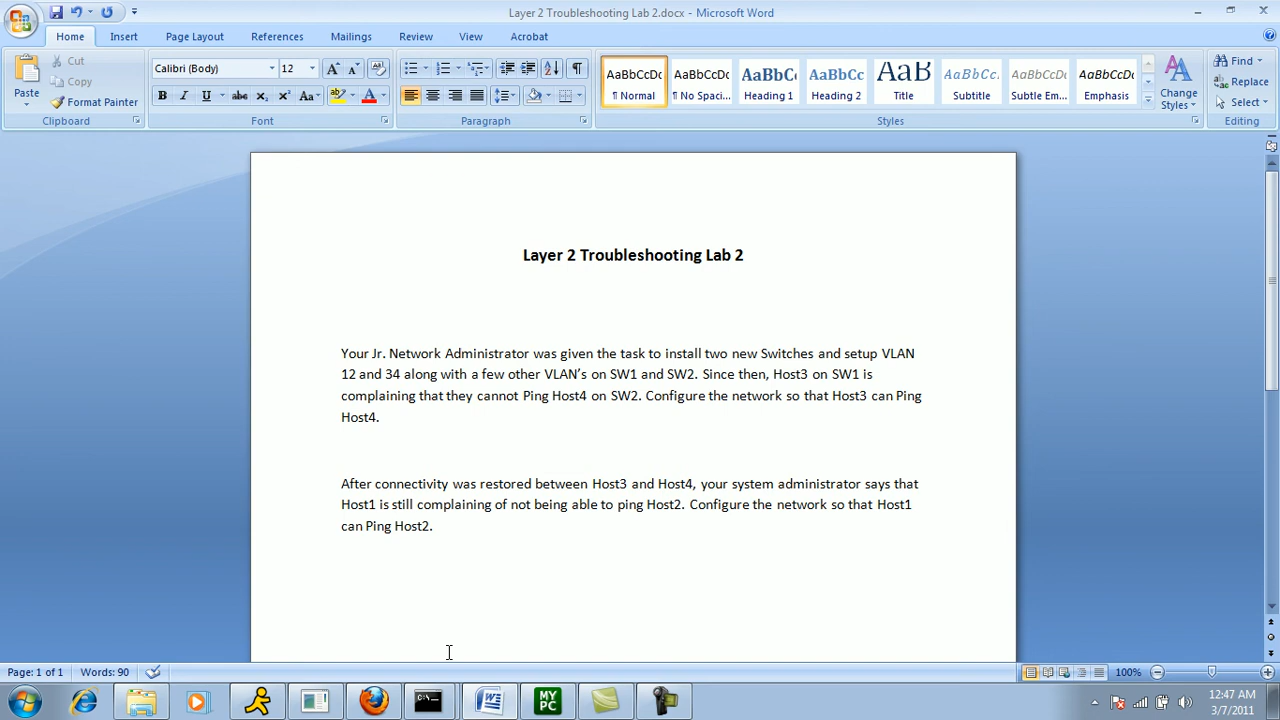 Layer 2 Troubleshooting Lab 2.docx - Microsoft Word
Home Insert Page Layout References Mailings Review View Acrobat
Paste
Cut
Copy
Format Painter
Clipboard
Calibri (Body) 12
Font
Paragraph
AaBbCcDc AaBbCcDc AaBbCc AaBbCc AaB AaBbCc. AaBbCcDc AaBbCcDc
¶ Normal ¶ No Spaci... Heading 1 Heading 2 Title Subtitle Subtle Em... Emphasis
Change
Styles
Styles
Find
Replace
Select
Editing
Layer 2 Troubleshooting Lab 2
Your Jr. Network Administrator was given the task to install two new Switches and setup VLAN
12 and 34 along with a few other VLAN's on SW1 and SW2. Since then, Host3 on SW1 is
complaining that they cannot Ping Host4 on SW2. Configure the network so that Host3 can Ping
Host4.
After connectivity was restored between Host3 and Host4, your system administrator says that
Host1 is still complaining of not being able to ping Host2. Configure the network so that Host1
can Ping Host2.
Page: 1 of 1 Words: 90
100%
MY
PC
12:47 AM
3/7/2011